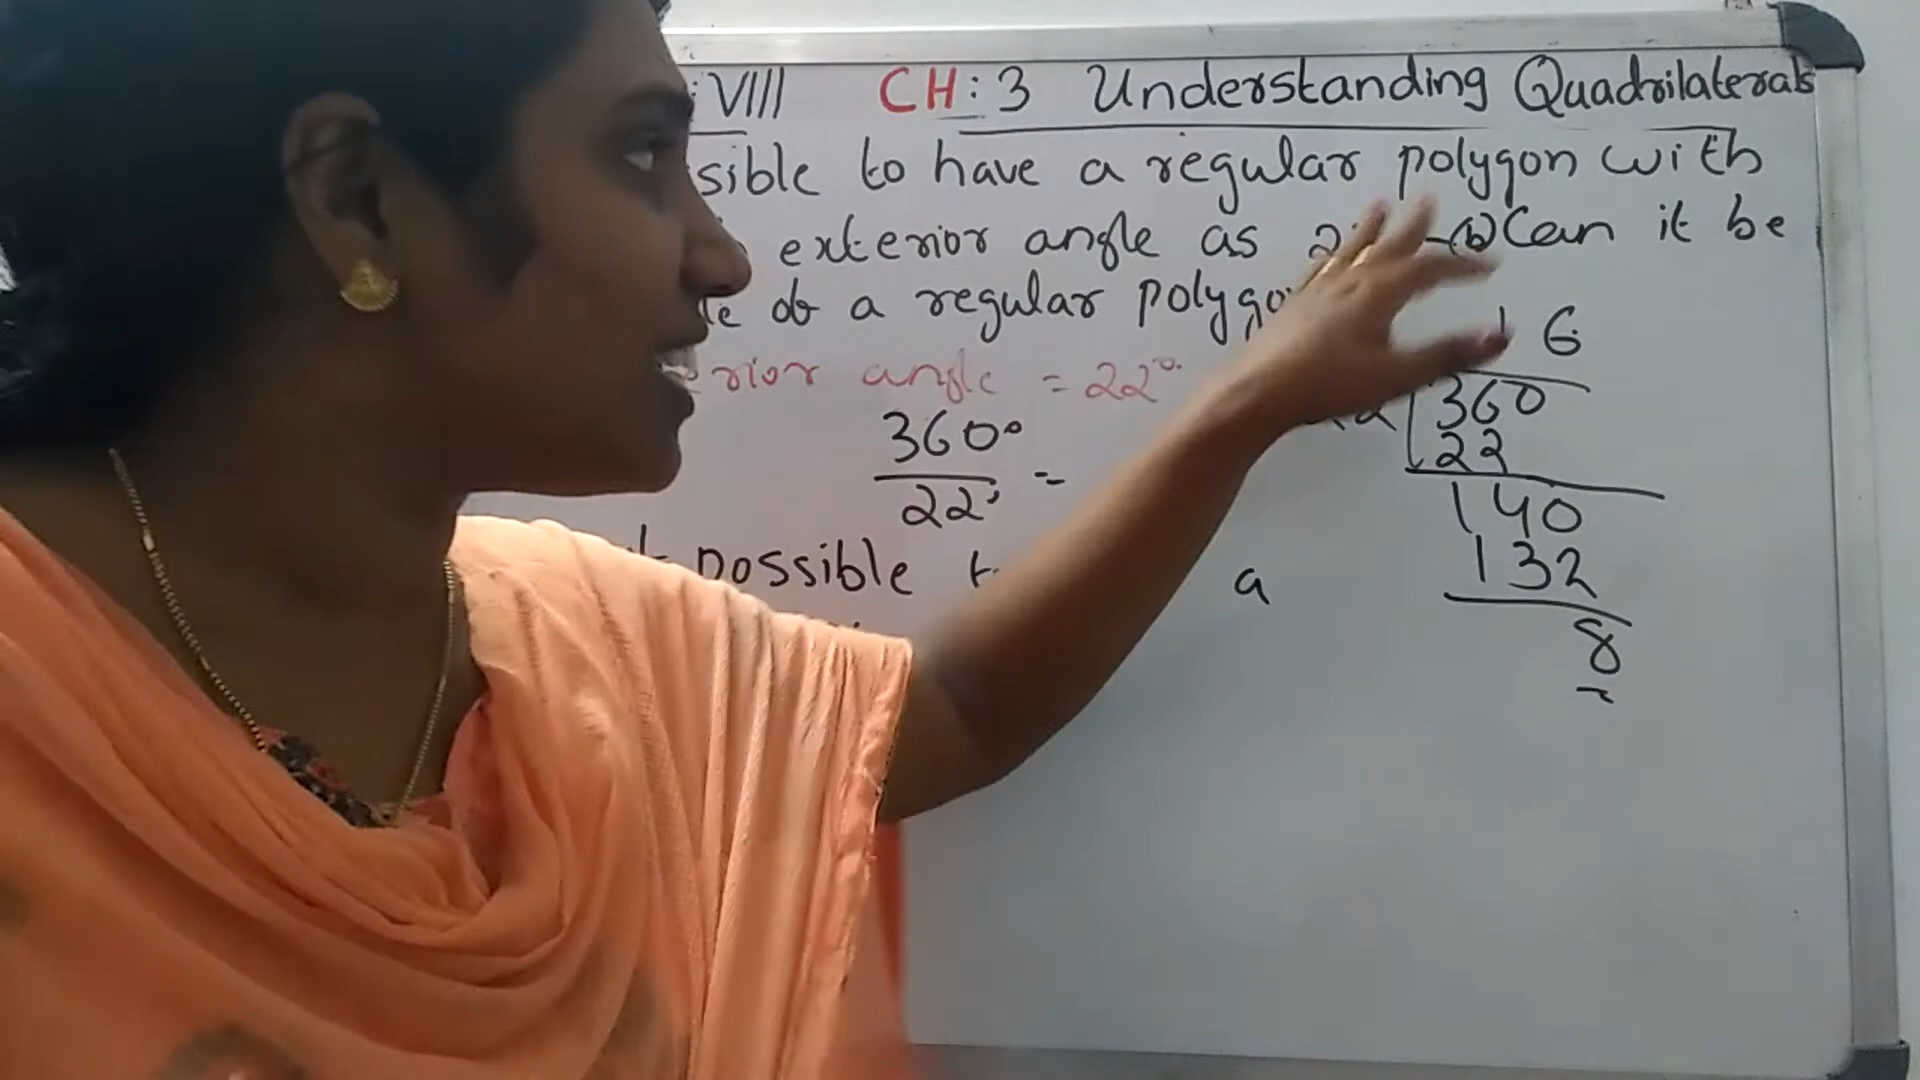 : VIII CH: 3 Understanding Quadrilaterals
sible to have a regular polygon with
exterior angle as (b) Can it be
of a regular
rior angle = 22°
360°
22° =
possible a
16
360
22
140
132
8